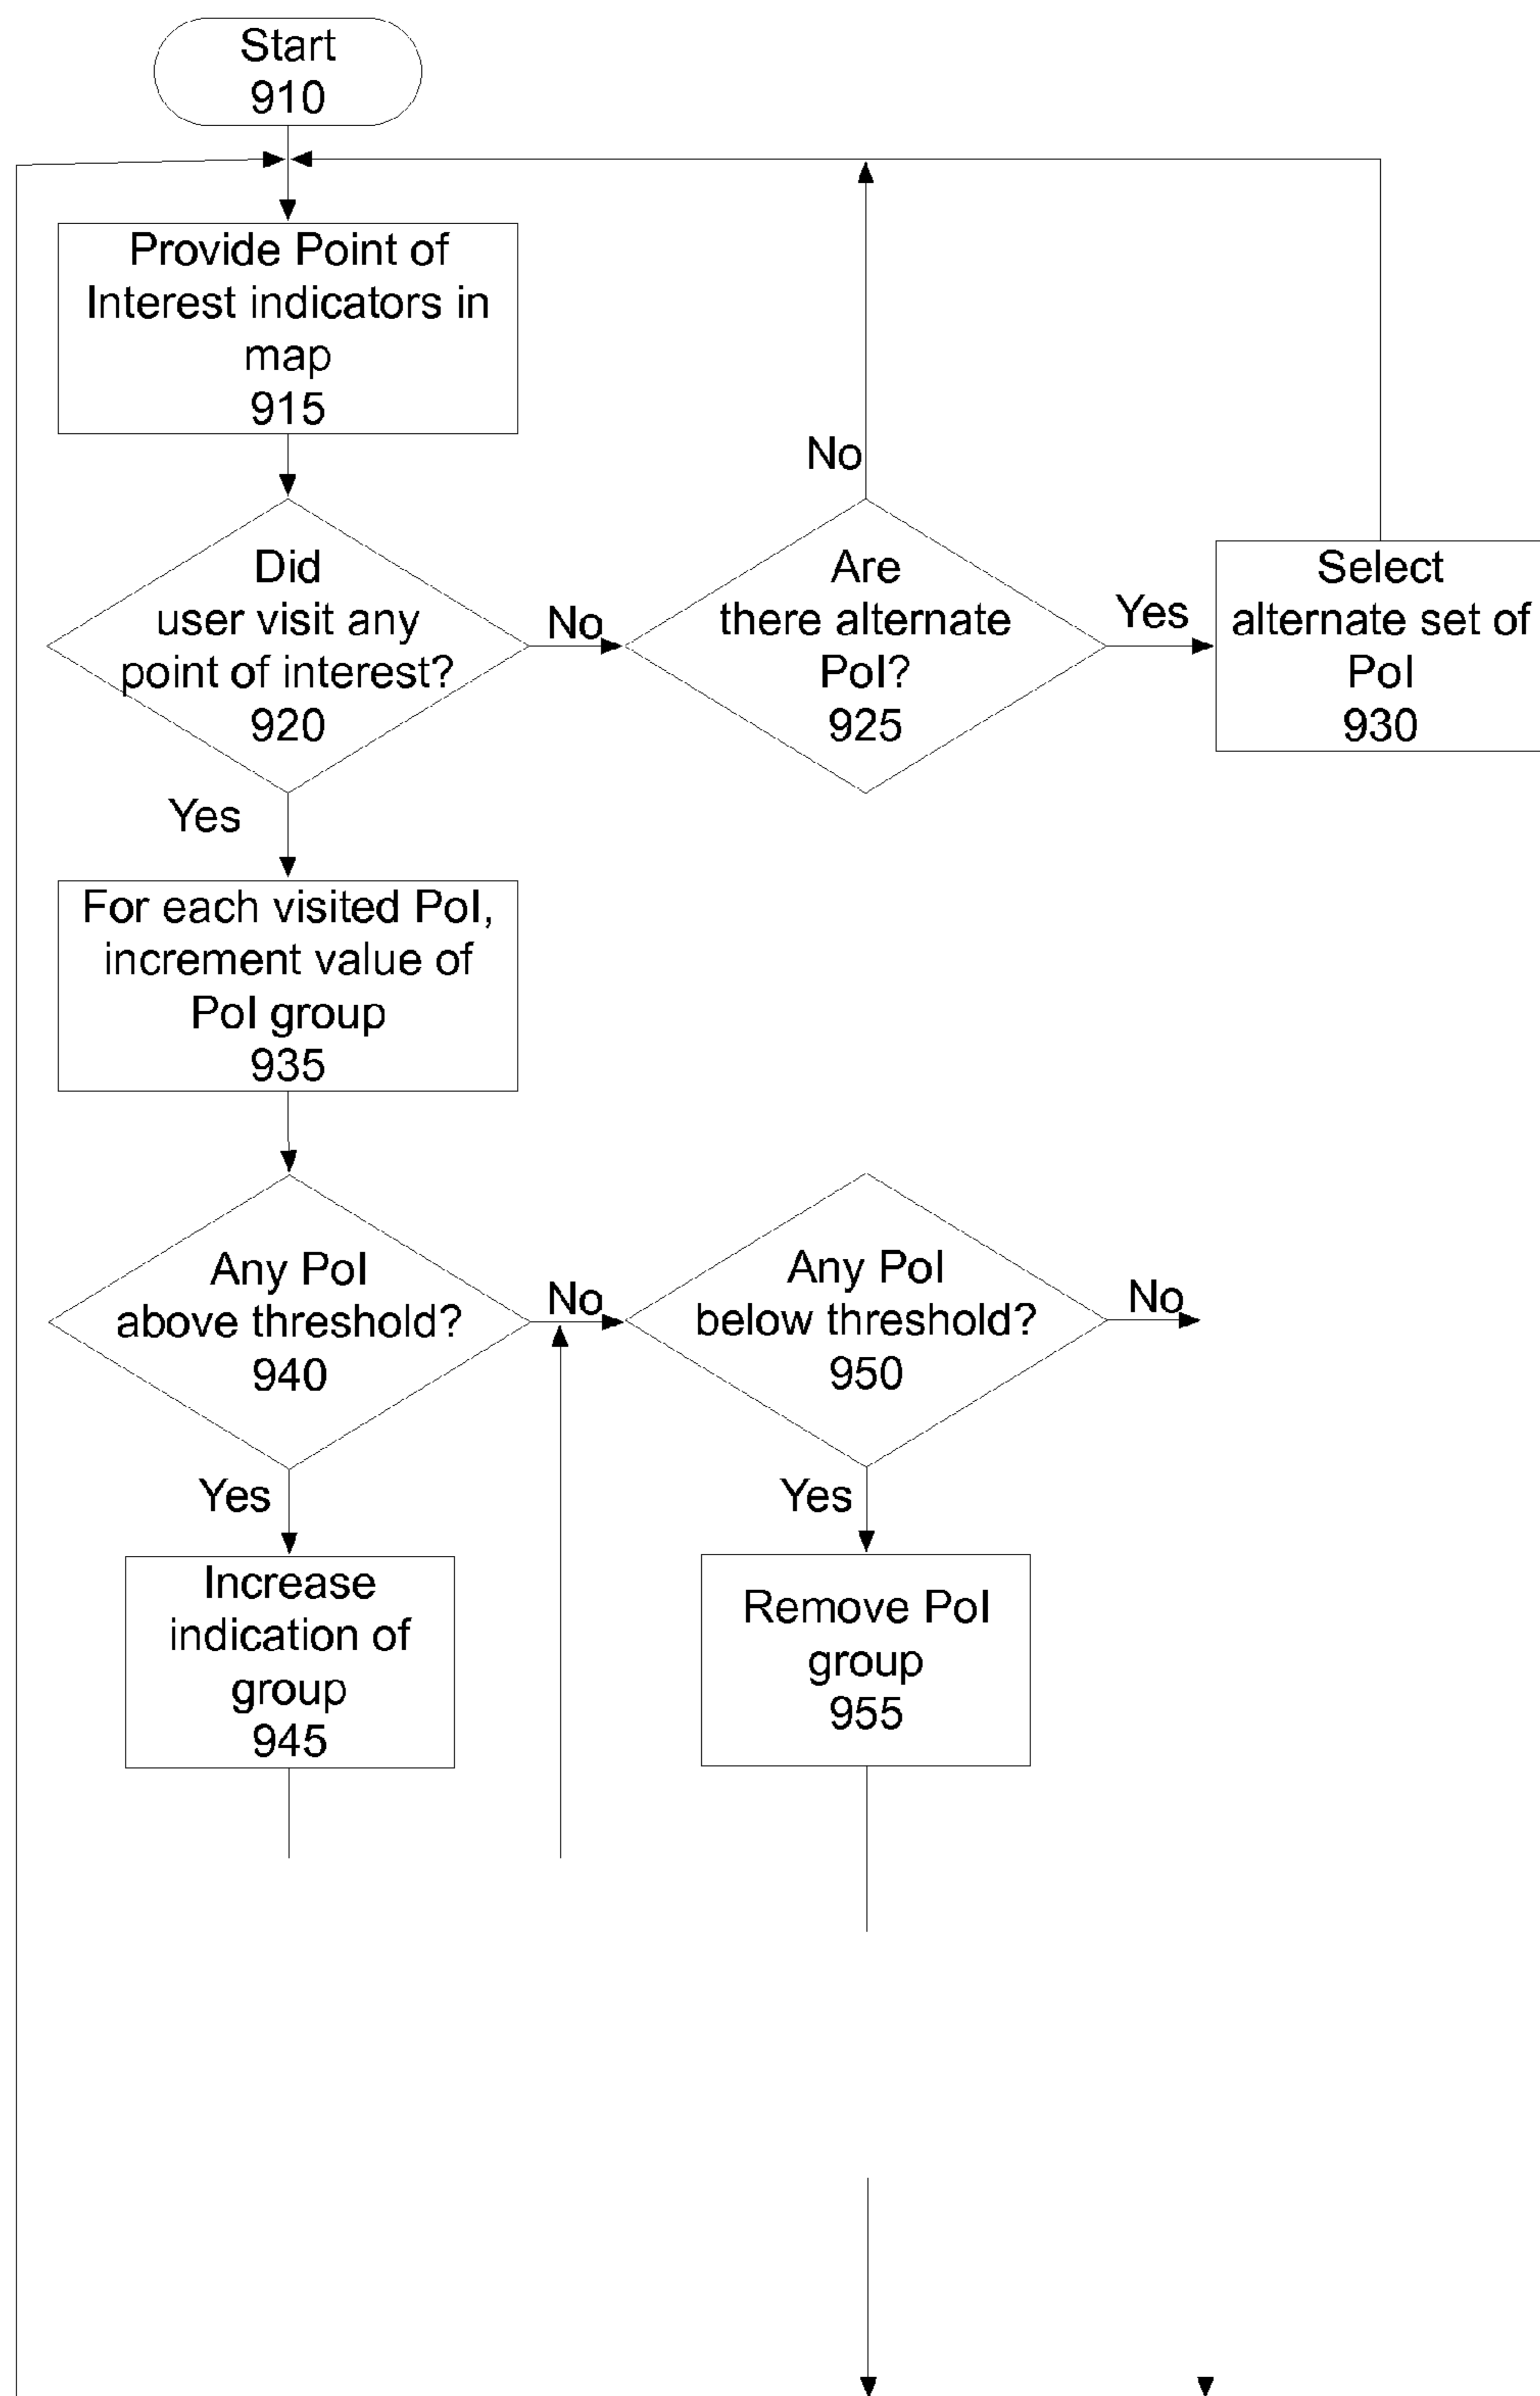 Start
910
Provide Point of
Interest indicators in
map
915
Did
user visit any
point of interest?
920
No
Yes
Are
there alternate
PoI?
925
No
Yes
Select
alternate set of
PoI
930
For each visited PoI,
increment value of
PoI group
935
Any PoI
above threshold?
940
No
Yes
Any PoI
below threshold?
950
No
Yes
Increase
indication of
group
945
Remove PoI
group
955